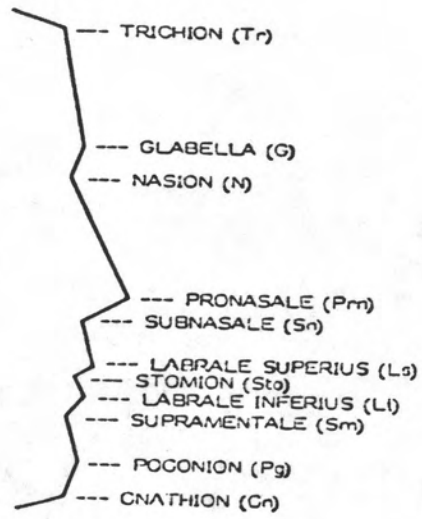 --- TRICHION (Tr)
--- GLABELLA (G)
--- NASION (N)
--- PRONASALE (Prn)
--- SUBNASALE (Sn)
--- LABRALE SUPERIUS (Ls)
--- STOMION (Sto)
--- LABRALE INFERIUS (Li)
--- SUPRAMENTALE (Sm)
--- POGONION (Pg)
--- GNATHION (Gn)